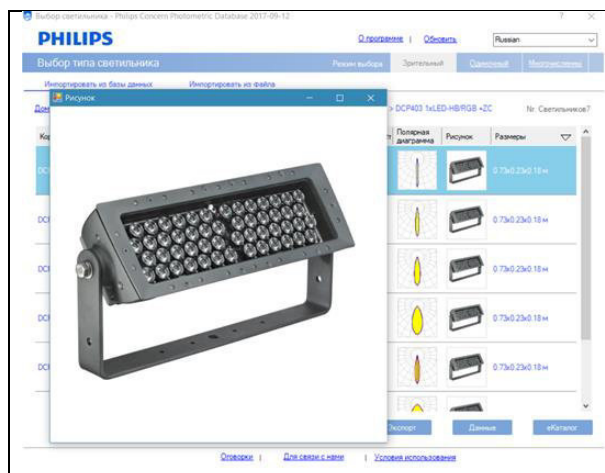 Выбор светильника - Philips Concern Photometric Database 2017-09-12
PHILIPS
О программе | Обновить Russian
Выбор типа светильника Режим выбора Зрительный Одиночный
Импортировать из базы данных Импортировать из файла
Рисунок
> DCP403 1xLED-HB/RGB +ZC Nr. Светильников7
Полярная диаграмма Рисунок Размеры
0.73x0.23x0.18 м
0.73x0.23x0.18 м
0.73x0.23x0.18 м
0.73x0.23x0.18 м
0.73x0.23x0.18 м
Экспорт Данные eКаталог
Оговорки | Для связи с нами | Условия использования